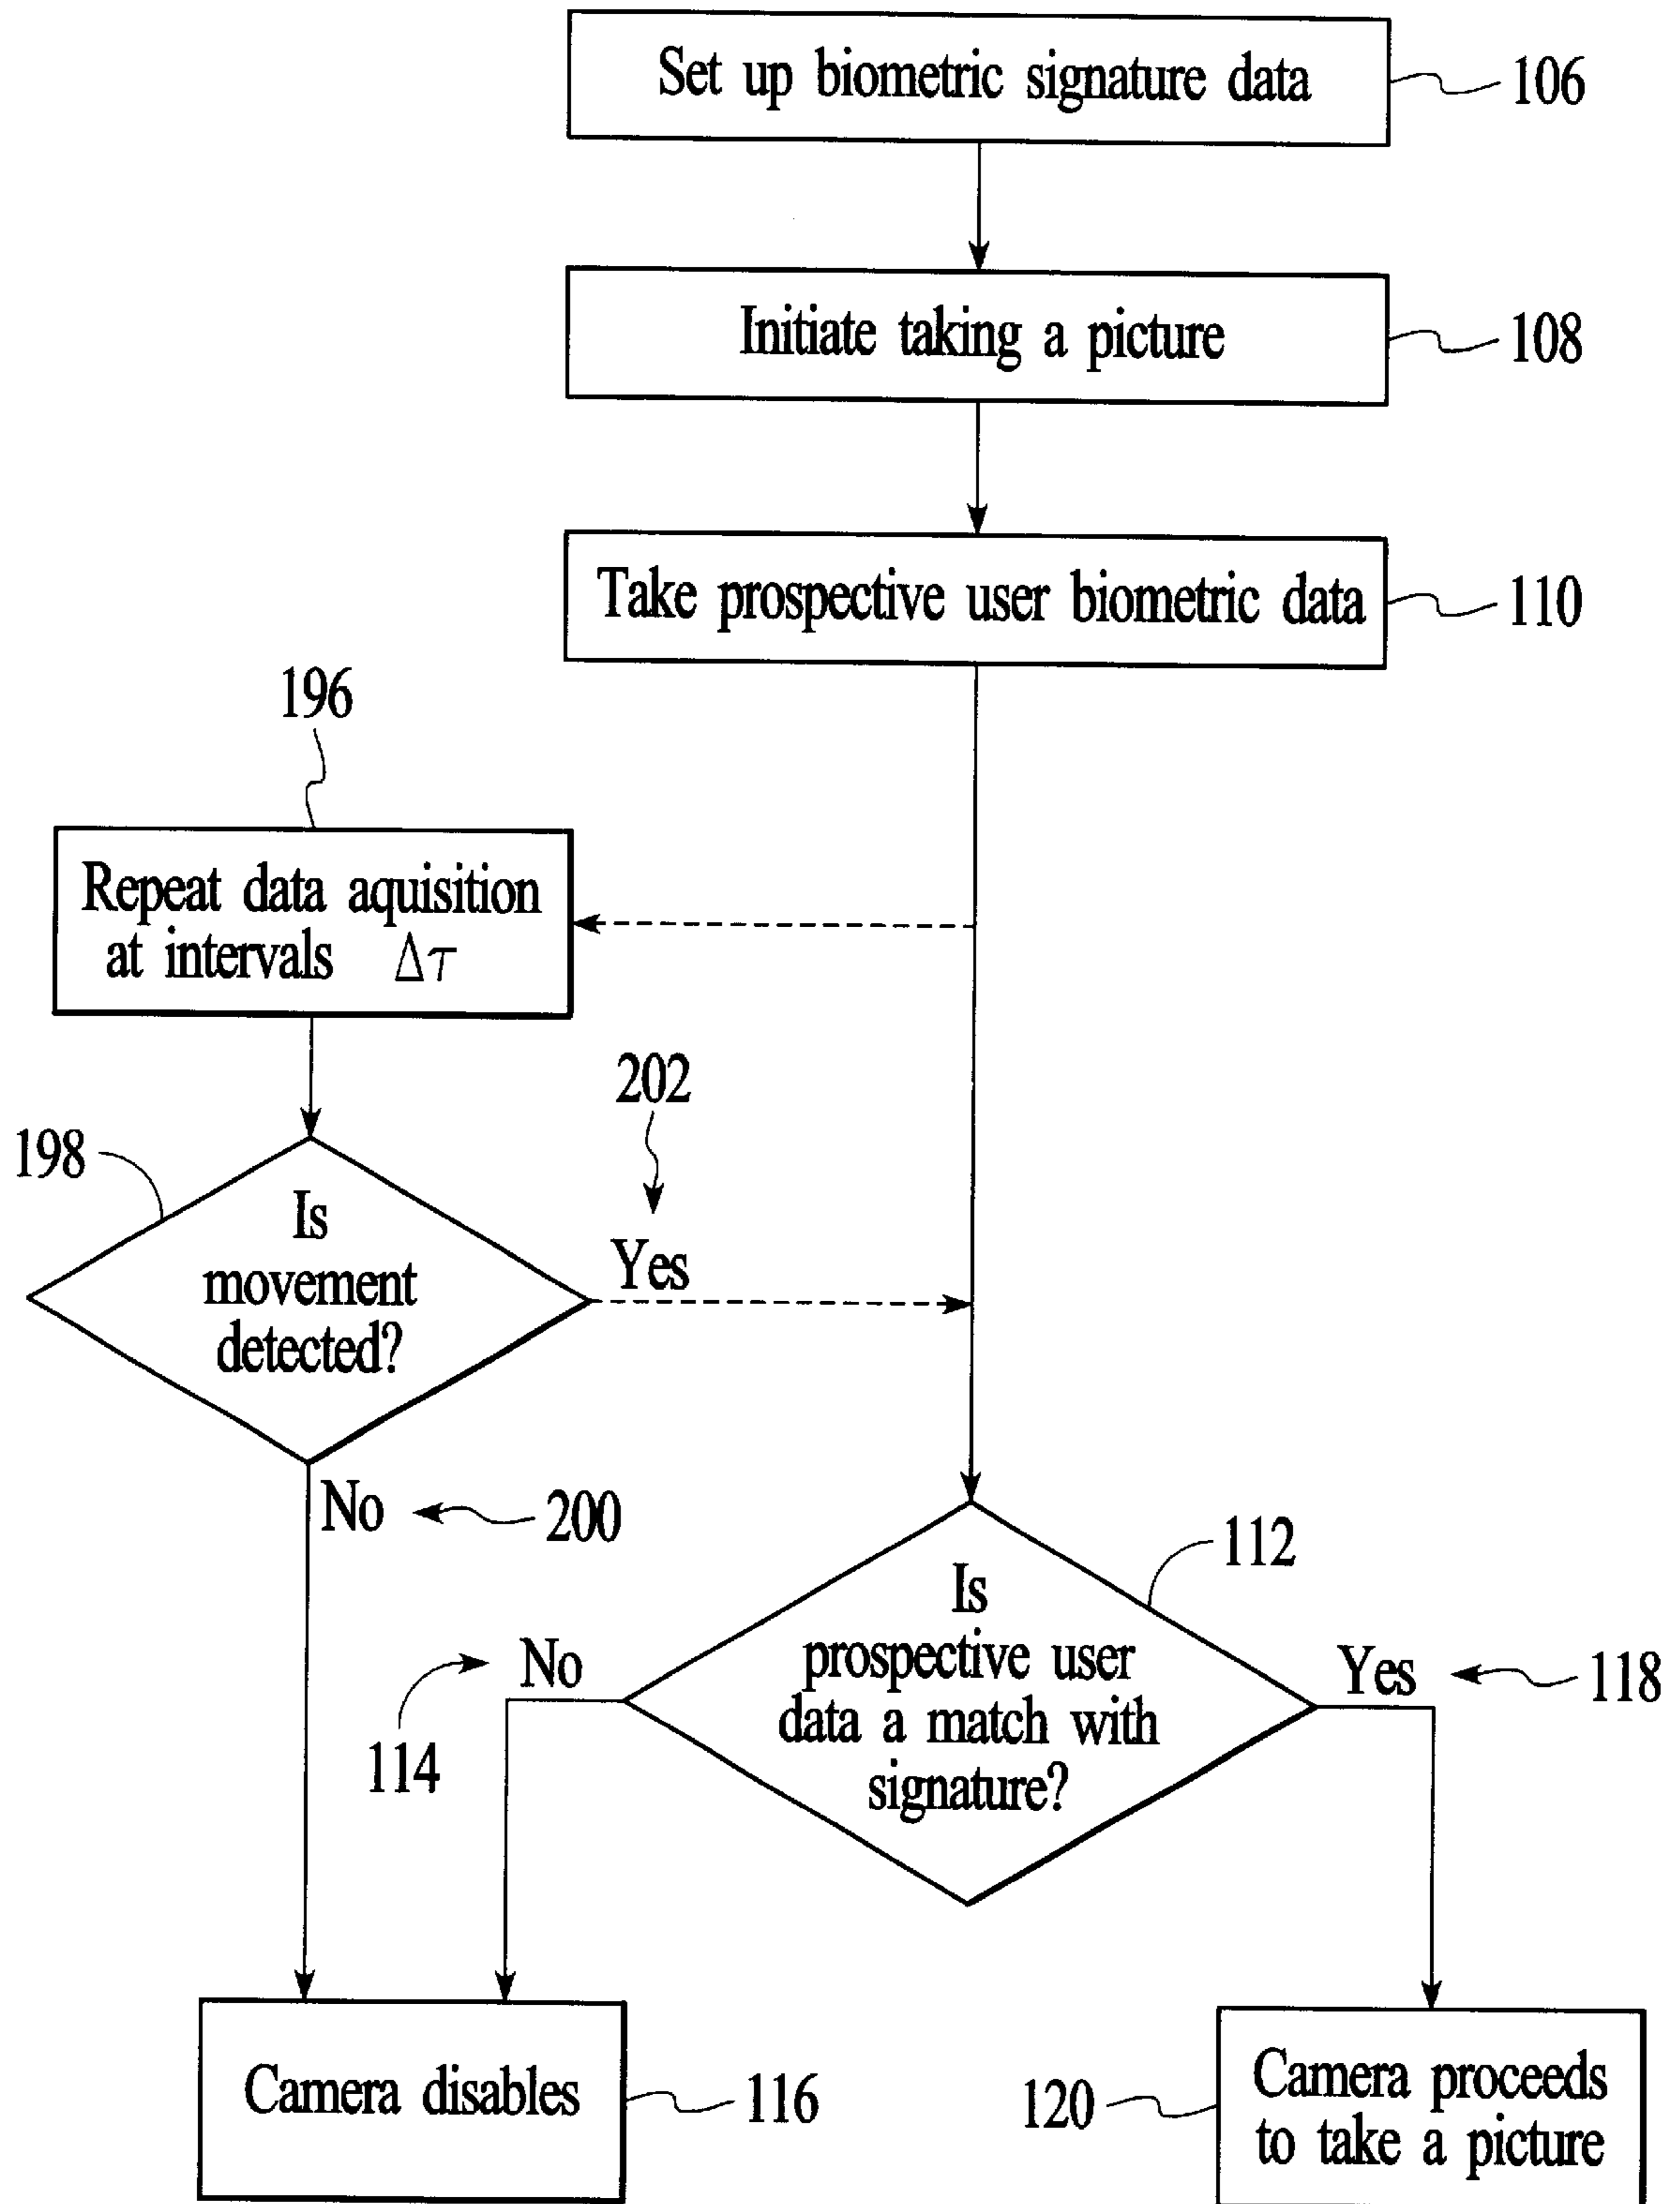 Set up biometric signature data
106
Initiate taking a picture
108
Take prospective user biometric data
110
196
Repeat data aquisition
at intervals Δτ
202
198
Is
movement
detected?
Yes
No
200
112
Is
prospective user
data a match with
signature?
No
114
Yes
118
Camera disables
116
120
Camera proceeds
to take a picture